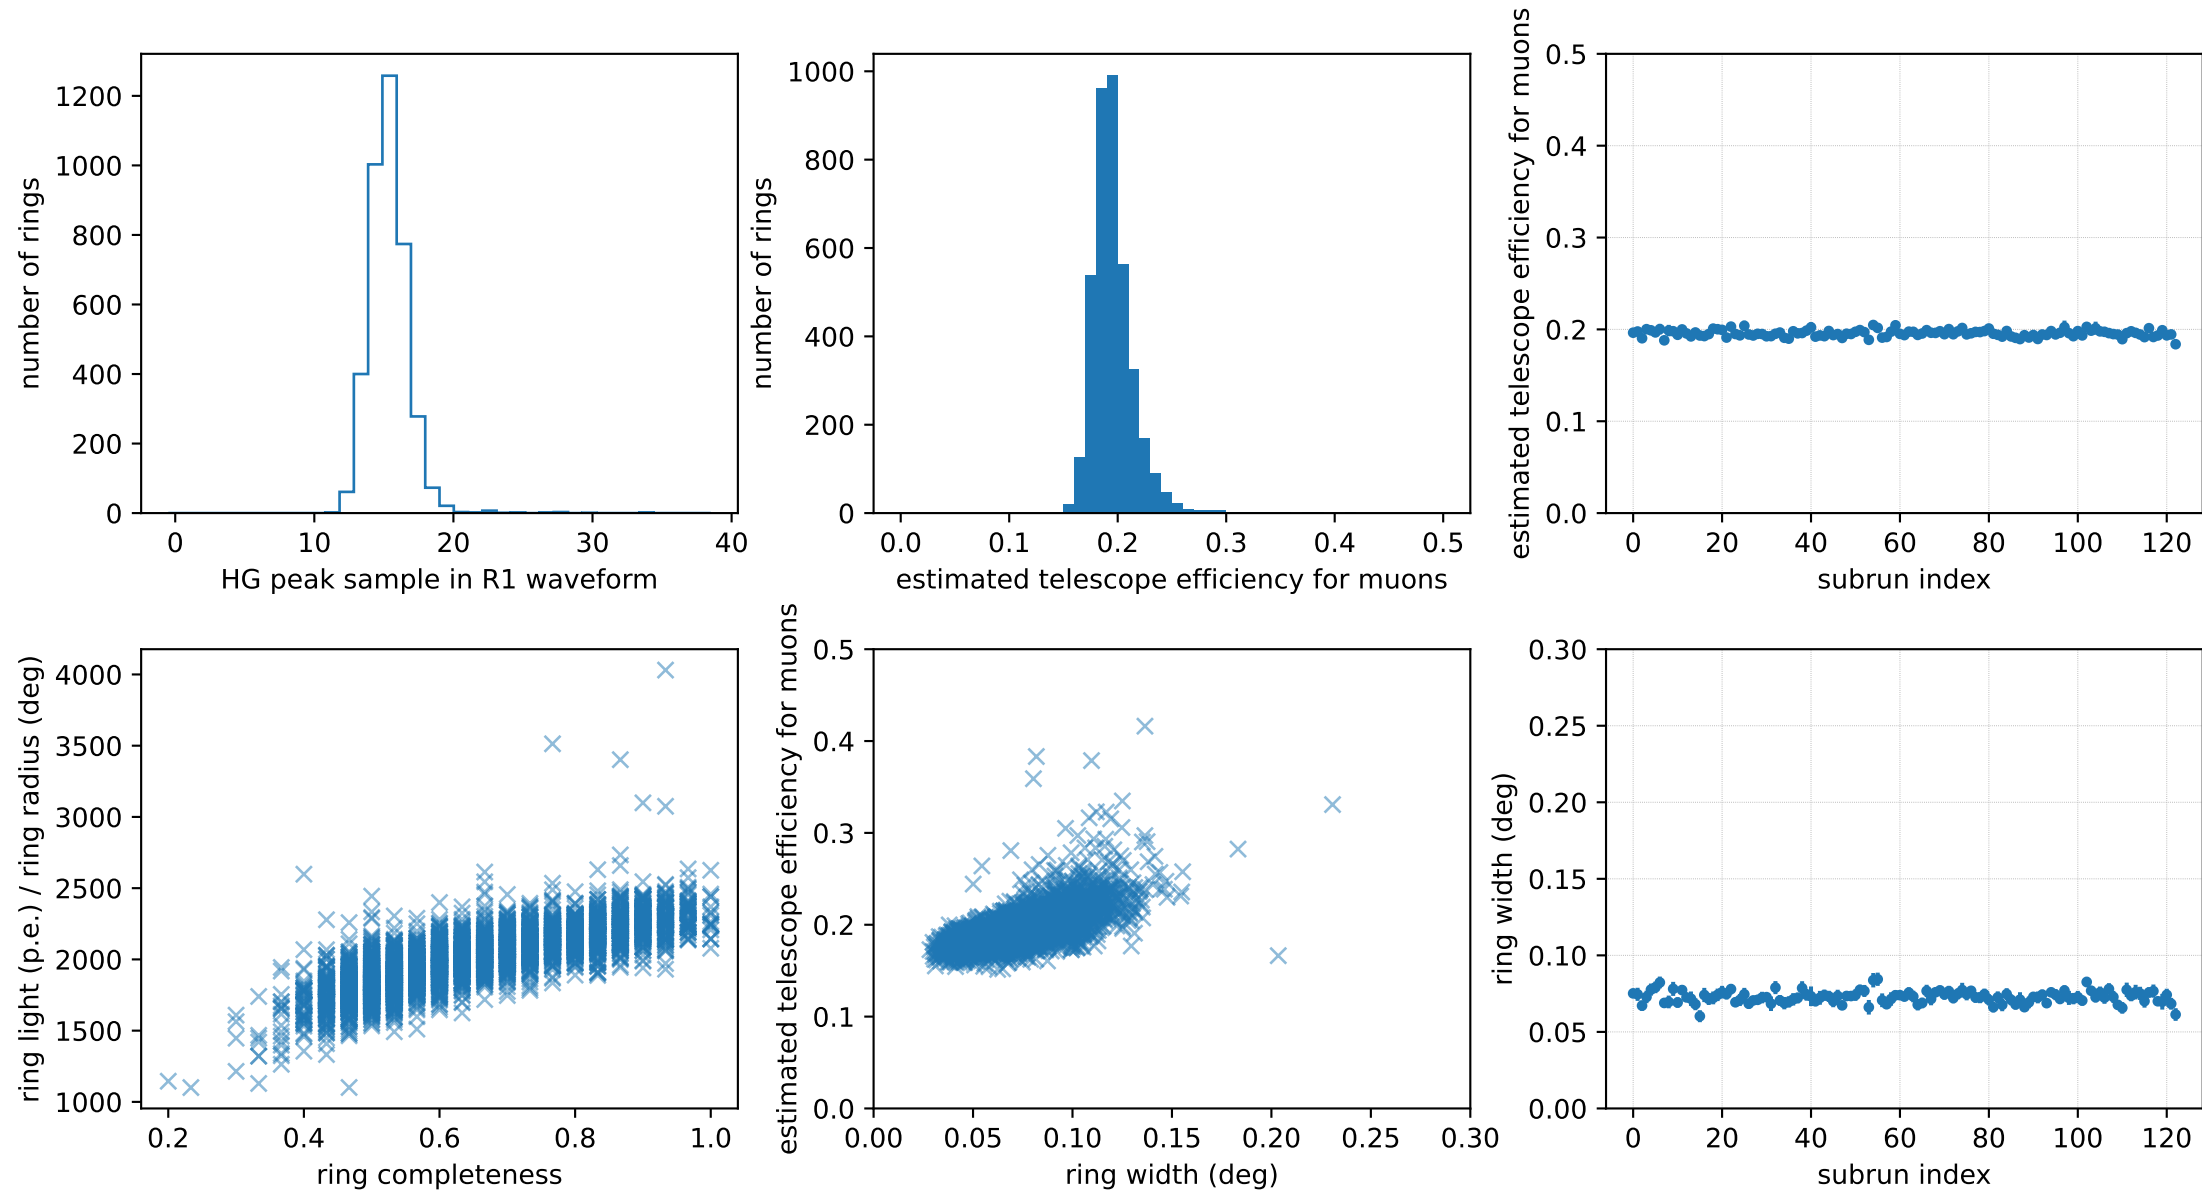 number of rings
1200
1000
800
600
400
200
0
0 10 20 30 40
HG peak sample in R1 waveform
number of rings
1000
800
600
400
200
0
0.0 0.1 0.2 0.3 0.4 0.5
estimated telescope efficiency for muons
estimated telescope efficiency for muons
0.5
0.4
0.3
0.2
0.1
0.0
0 20 40 60 80 100 120
subrun index
ring light (p.e.) / ring radius (deg)
4000
3500
3000
2500
2000
1500
1000
0.2 0.4 0.6 0.8 1.0
ring completeness
estimated telescope efficiency for muons
0.5
0.4
0.3
0.2
0.1
0.0
0.00 0.05 0.10 0.15 0.20 0.25 0.30
ring width (deg)
ring width (deg)
0.30
0.25
0.20
0.15
0.10
0.05
0.00
0 20 40 60 80 100 120
subrun index